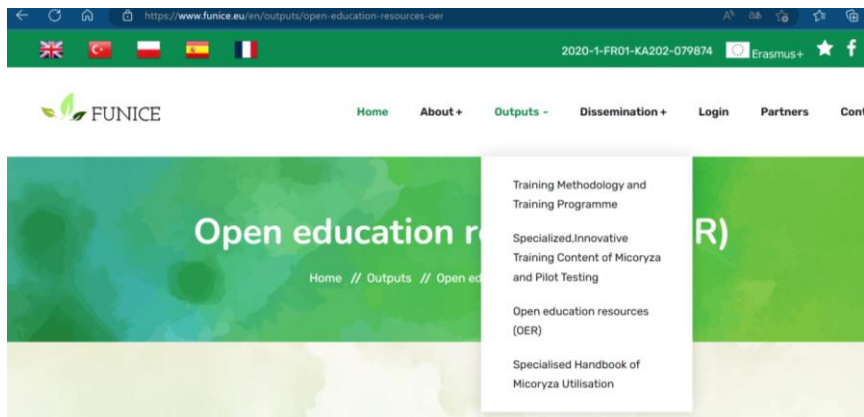 https://www.funice.eu/en/outputs/open-education-resources-oer
2020-1-FR01-KA202-079874 Erasmus+
FUNICE
Home About + Outputs - Dissemination + Login Partners Cont
Training Methodology and
Training Programme
Specialized,Innovative
Training Content of Micoryza
and Pilot Testing
Open education resources
(OER)
Specialised Handbook of
Micoryza Utilisation
Open education r R)
Home // Outputs // Open ed